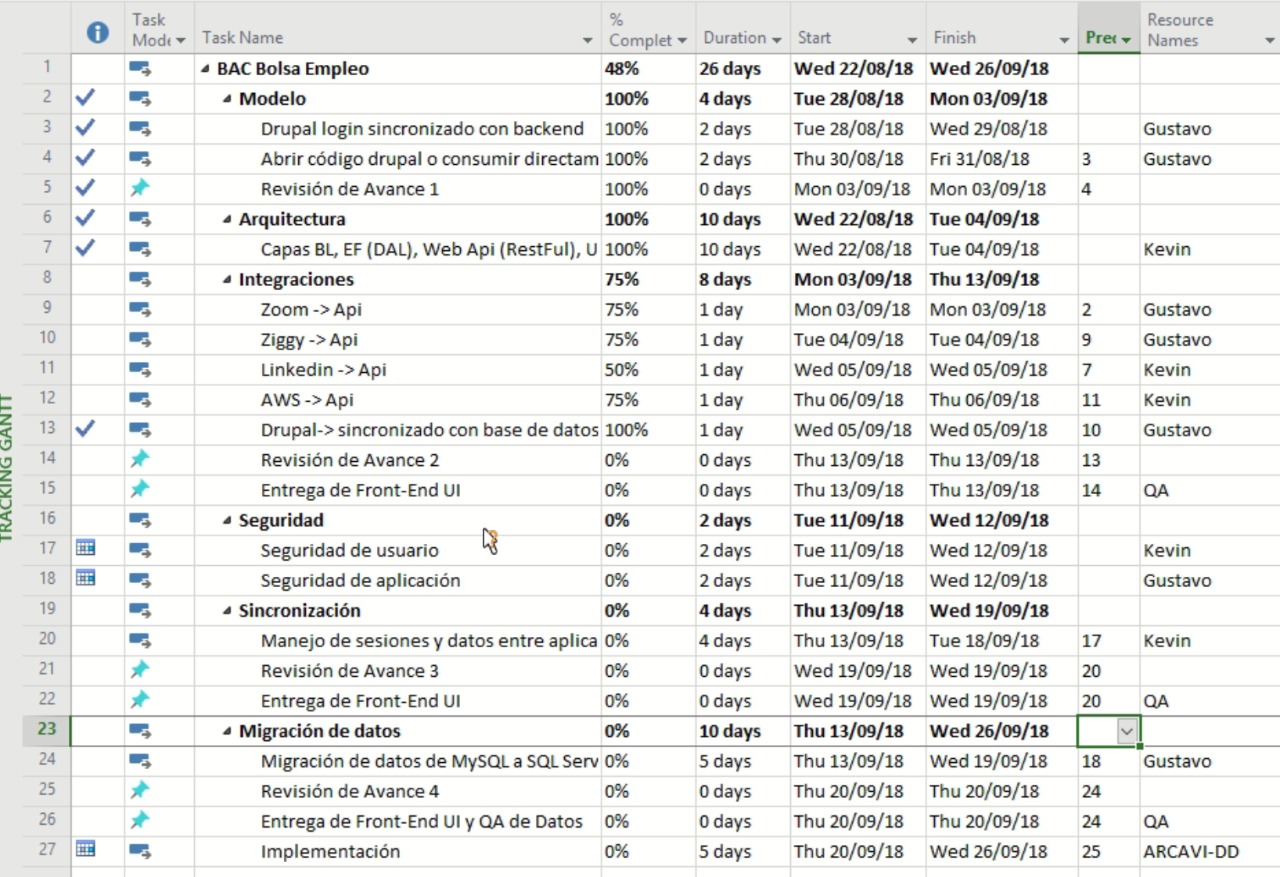 Task Mode Task Name % Complet Duration Start Finish Prec Resource Names
1 BAC Bolsa Empleo 48% 26 days Wed 22/08/18 Wed 26/09/18
2 Modelo 100% 4 days Tue 28/08/18 Mon 03/09/18
3 Drupal login sincronizado con backend 100% 2 days Tue 28/08/18 Wed 29/08/18 Gustavo
4 Abrir código drupal o consumir directam 100% 2 days Thu 30/08/18 Fri 31/08/18 3 Gustavo
5 Revisión de Avance 1 100% 0 days Mon 03/09/18 Mon 03/09/18 4
6 Arquitectura 100% 10 days Wed 22/08/18 Tue 04/09/18
7 Capas BL, EF (DAL), Web Api (RestFul), U 100% 10 days Wed 22/08/18 Tue 04/09/18 Kevin
8 Integraciones 75% 8 days Mon 03/09/18 Thu 13/09/18
9 Zoom -> Api 75% 1 day Mon 03/09/18 Mon 03/09/18 2 Gustavo
10 Ziggy -> Api 75% 1 day Tue 04/09/18 Tue 04/09/18 9 Gustavo
11 Linkedin -> Api 50% 1 day Wed 05/09/18 Wed 05/09/18 7 Kevin
12 AWS -> Api 75% 1 day Thu 06/09/18 Thu 06/09/18 11 Kevin
13 Drupal-> sincronizado con base de datos 100% 1 day Wed 05/09/18 Wed 05/09/18 10 Gustavo
14 Revisión de Avance 2 0% 0 days Thu 13/09/18 Thu 13/09/18 13
15 Entrega de Front-End UI 0% 0 days Thu 13/09/18 Thu 13/09/18 14 QA
16 Seguridad 0% 2 days Tue 11/09/18 Wed 12/09/18
17 Seguridad de usuario 0% 2 days Tue 11/09/18 Wed 12/09/18 Kevin
18 Seguridad de aplicación 0% 2 days Tue 11/09/18 Wed 12/09/18 Gustavo
19 Sincronización 0% 4 days Thu 13/09/18 Wed 19/09/18
20 Manejo de sesiones y datos entre aplica 0% 4 days Thu 13/09/18 Tue 18/09/18 17 Kevin
21 Revisión de Avance 3 0% 0 days Wed 19/09/18 Wed 19/09/18 20
22 Entrega de Front-End UI 0% 0 days Wed 19/09/18 Wed 19/09/18 20 QA
23 Migración de datos 0% 10 days Thu 13/09/18 Wed 26/09/18
24 Migración de datos de MySQL a SQL Serv 0% 5 days Thu 13/09/18 Wed 19/09/18 18 Gustavo
25 Revisión de Avance 4 0% 0 days Thu 20/09/18 Thu 20/09/18 24
26 Entrega de Front-End UI y QA de Datos 0% 0 days Thu 20/09/18 Thu 20/09/18 24 QA
27 Implementación 0% 5 days Thu 20/09/18 Wed 26/09/18 25 ARCAVI-DD
TRACKING GANTT